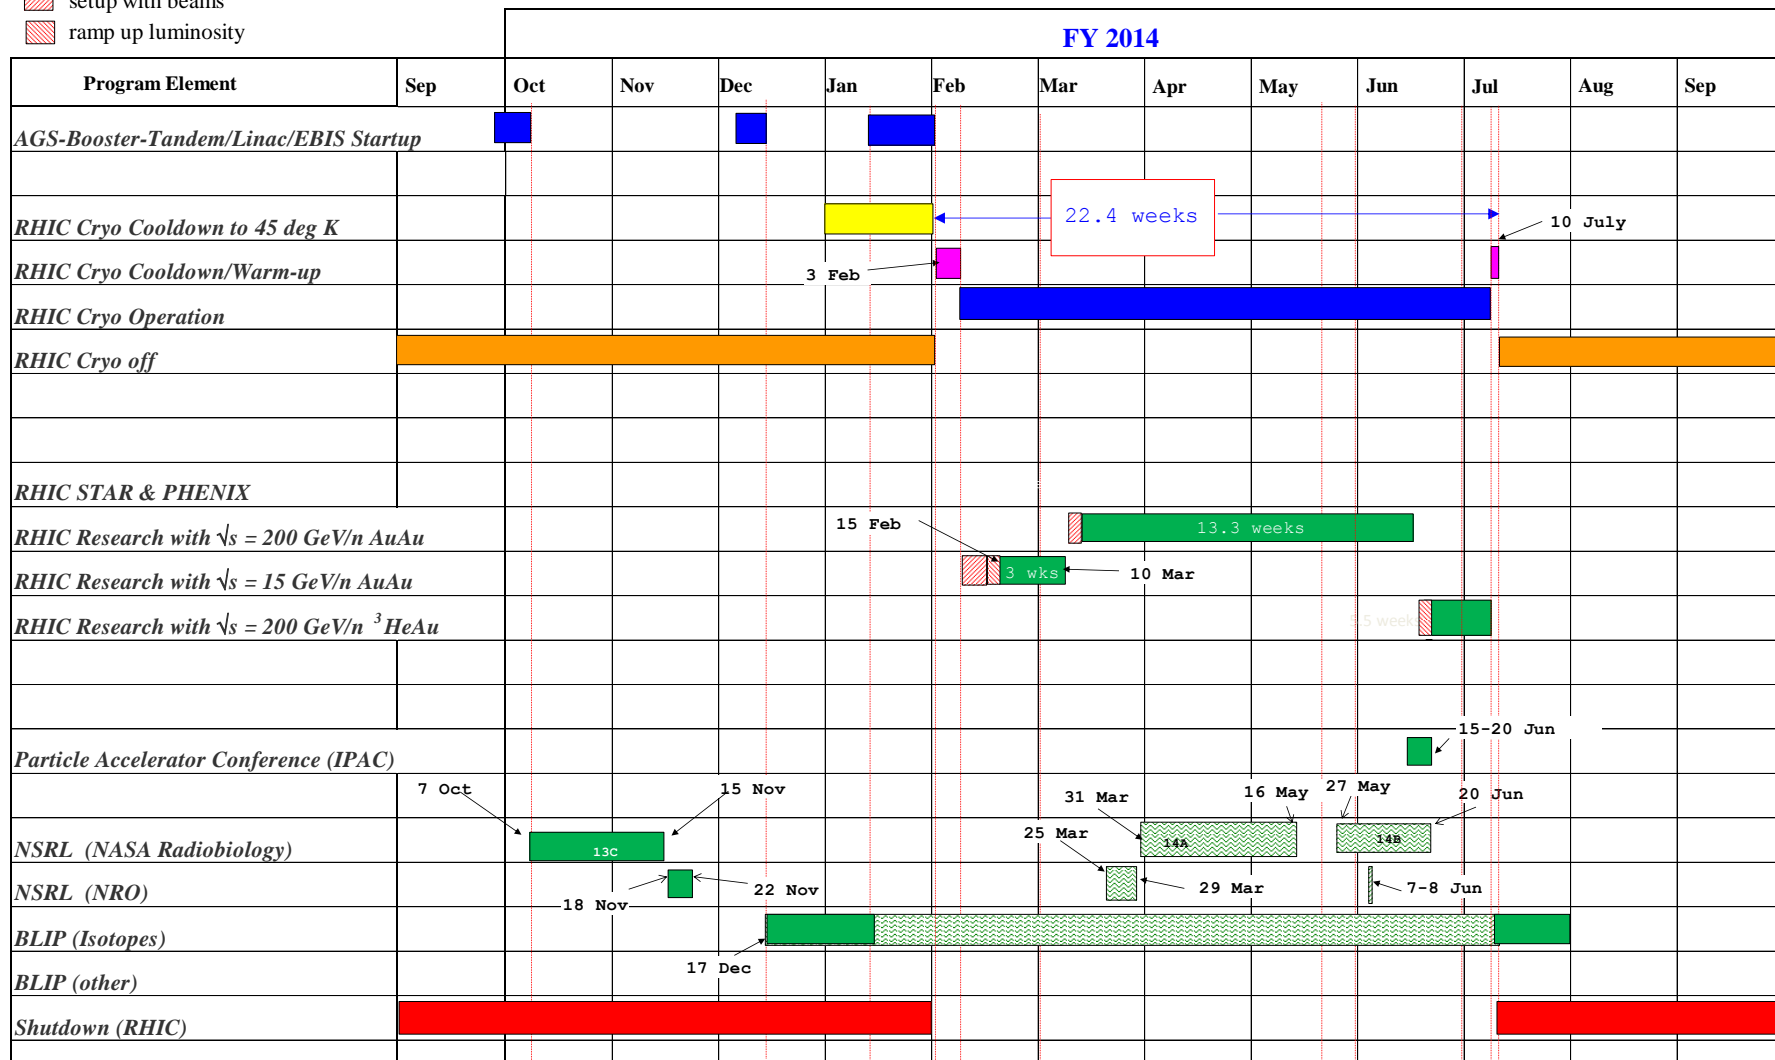 setup with beams
ramp up luminosity
FY 2014
Program Element Sep Oct Nov Dec Jan Feb Mar Apr May Jun Jul Aug Sep
AGS-Booster-Tandem/Linac/EBIS Startup
22.4 weeks
RHIC Cryo Cooldown to 45 deg K
10 July
RHIC Cryo Cooldown/Warm-up
3 Feb
RHIC Cryo Operation
RHIC Cryo off
RHIC STAR & PHENIX
15 Feb
RHIC Research with √s = 200 GeV/n AuAu
13.3 weeks
RHIC Research with √s = 15 GeV/n AuAu
3 wks
10 Mar
RHIC Research with √s = 200 GeV/n ³HeAu
weeks
15-20 Jun
Particle Accelerator Conference (IPAC)
7 Oct
15 Nov
31 Mar
16 May
27 May
20 Jun
25 Mar
NSRL (NASA Radiobiology)
13C
14A
14B
NSRL (NRO)
18 Nov
22 Nov
29 Mar
7-8 Jun
BLIP (Isotopes)
17 Dec
BLIP (other)
Shutdown (RHIC)